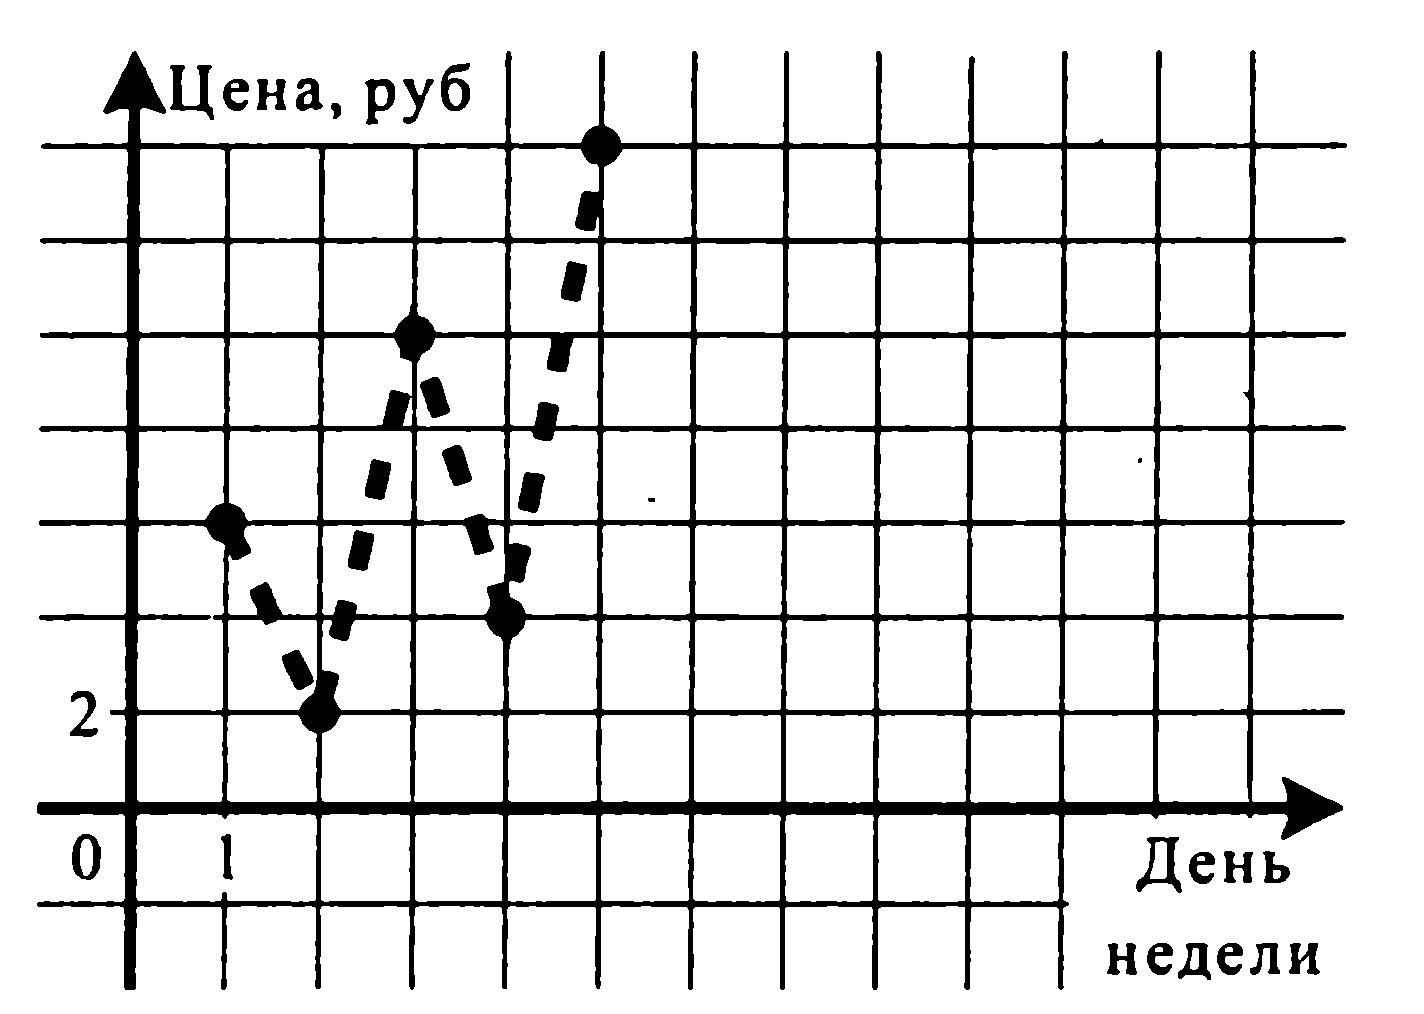 Цена, руб
2
0 1
День
недели